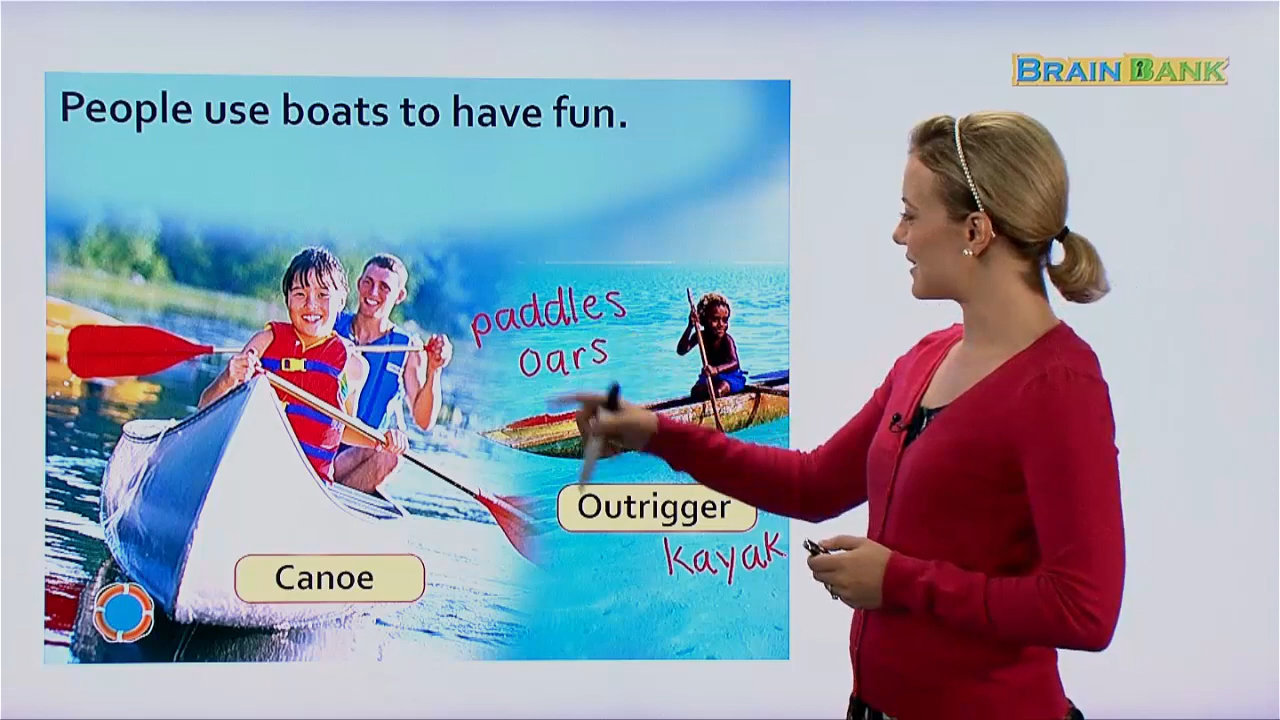 BRAIN BANK
People use boats to have fun.
paddles
oars
Outrigger
kayak
Canoe